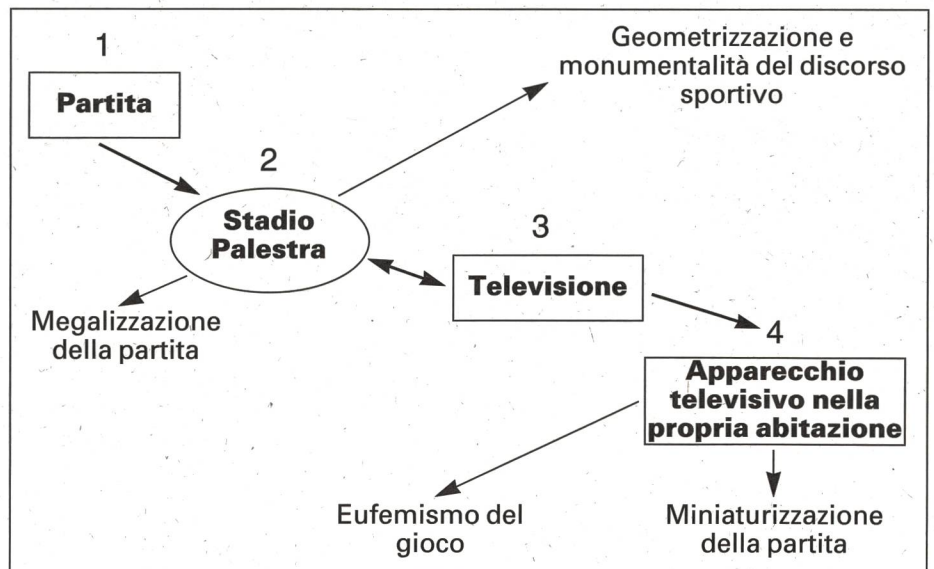 1
Partita
Geometrizzazione e
monumentalità del discorso
sportivo
2
Stadio
Palestra
3
Televisione
Megalizzazione
della partita
4
Apparecchio
televisivo nella
propria abitazione
Eufemismo del
gioco
Miniaturizzazione
della partita